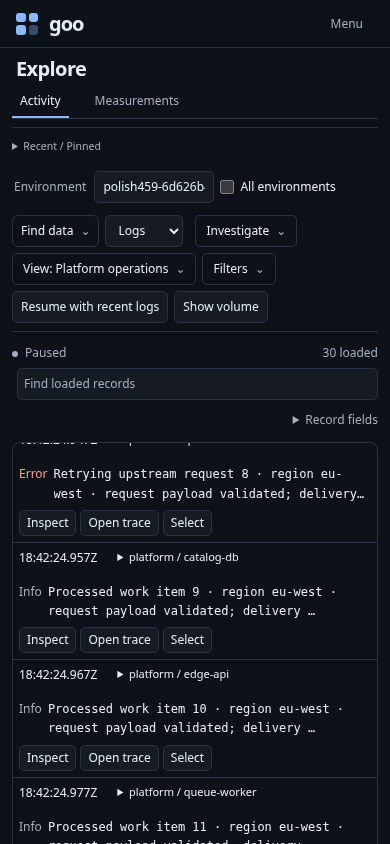 goo
Menu
Explore
Activity
Measurements
Recent / Pinned
Environment
polish459-6d626b
All environments
Find data
Logs
Investigate
View: Platform operations
Filters
Resume with recent logs
Show volume
Paused
30 loaded
Find loaded records
Record fields
Error Retrying upstream request 8 · region eu-
west · request payload validated; delivery…
Inspect
Open trace
Select
18:42:24.957Z
platform / catalog-db
Info Processed work item 9 · region eu-west ·
request payload validated; delivery …
Inspect
Open trace
Select
18:42:24.967Z
platform / edge-api
Info Processed work item 10 · region eu-west ·
request payload validated; delivery …
Inspect
Open trace
Select
18:42:24.977Z
platform / queue-worker
Info Processed work item 11 · region eu-west ·